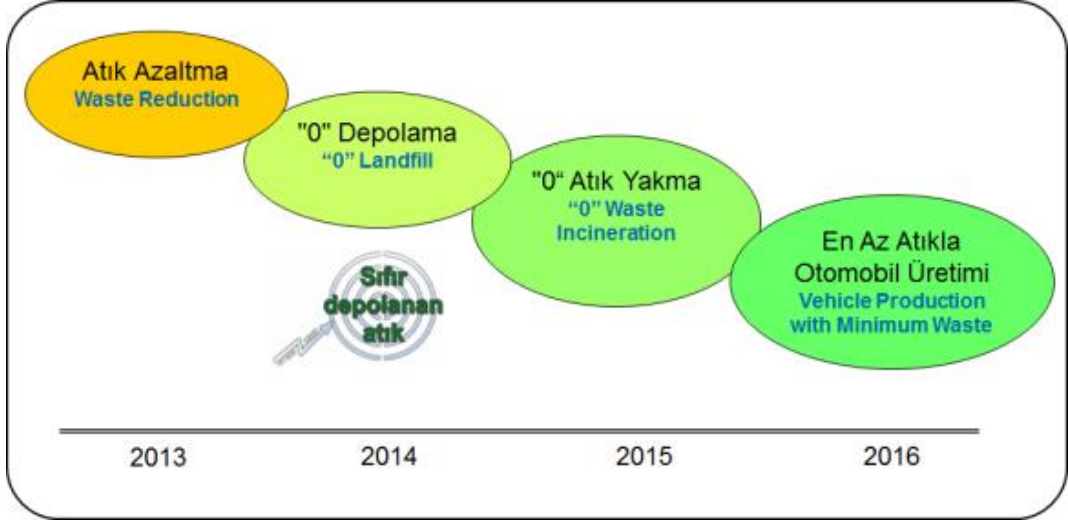 Atık Azaltma
Waste Reduction
"0" Depolama
“0” Landfill
"0“ Atık Yakma
“0” Waste
Incineration
En Az Atıkla
Otomobil Üretimi
Vehicle Production
with Minimum Waste
Sıfır
depolanan
atık
2013
2014
2015
2016